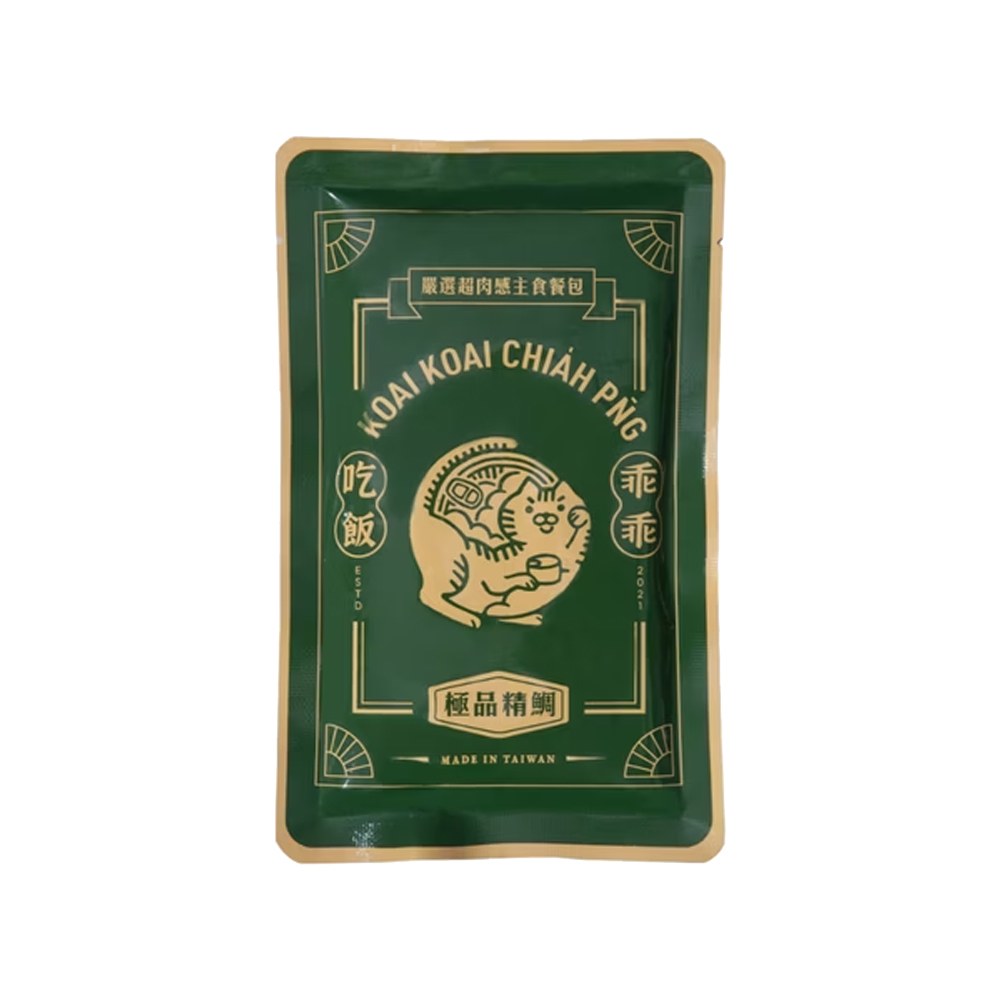 嚴選超肉感主食餐包
KOAI KOAI CHIA̍H PN̄G
乖乖
吃飯
ESTD
2021
極品精鯛
MADE IN TAIWAN